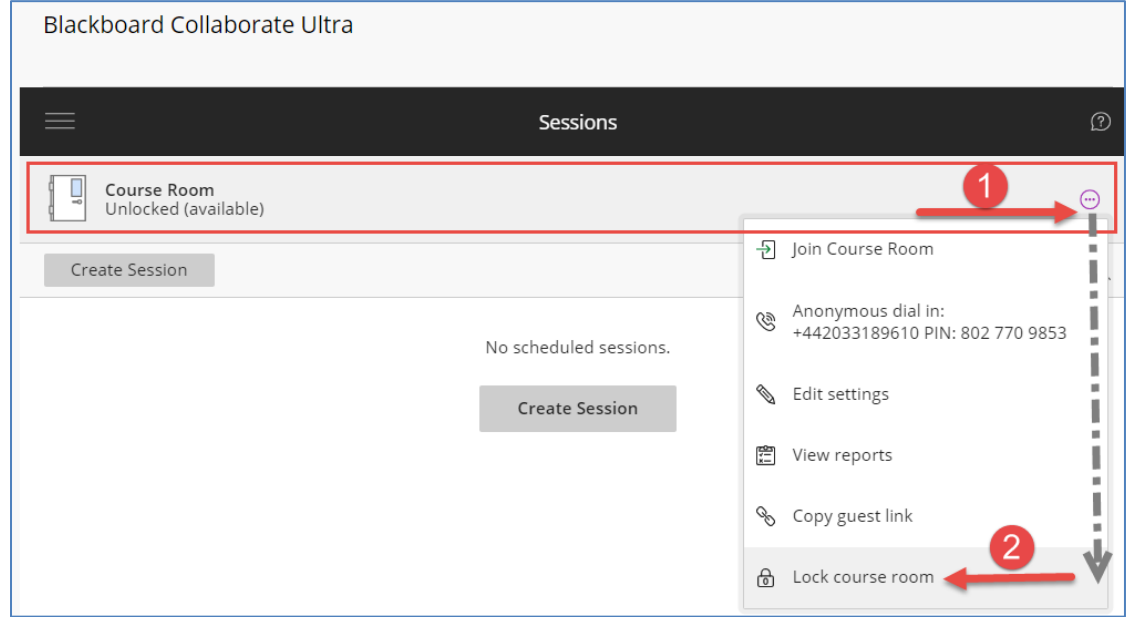 Blackboard Collaborate Ultra
Sessions
Course Room
Unlocked (available)
1
Create Session
Join Course Room
Anonymous dial in:
+442033189610 PIN: 802 770 9853
No scheduled sessions.
Create Session
Edit settings
View reports
Copy guest link
2
Lock course room